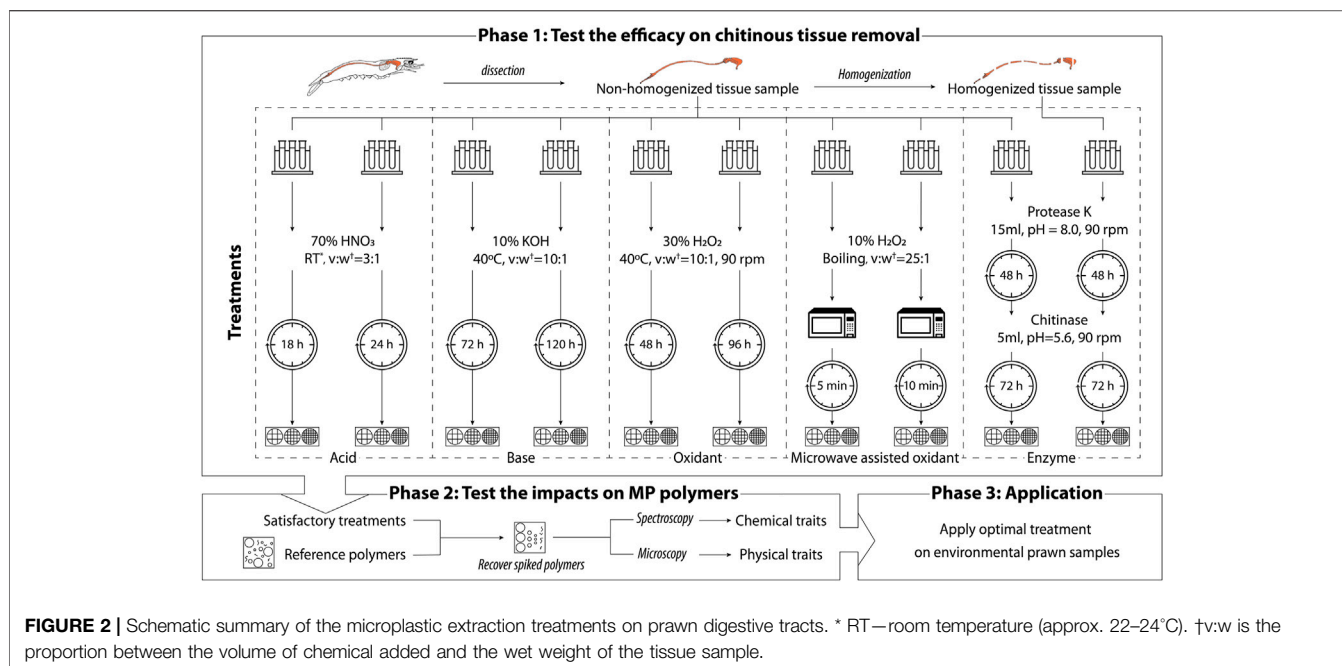 Phase 1: Test the efficacy on chitinous tissue removal
dissection
Non-homogenized tissue sample
Homogenization
Homogenized tissue sample
Treatments
70% HNO₃
RT*, v:w†=3:1
18 h
24 h
Acid
10% KOH
40ºC, v:w†=10:1
72 h
120 h
Base
30% H₂O₂
40ºC, v:w†=10:1, 90 rpm
48 h
96 h
Oxidant
10% H₂O₂
Boiling, v:w†=25:1
5 min
10 min
Microwave assisted oxidant
Protease K
15ml, pH = 8.0, 90 rpm
48 h
48 h
Chitinase
5ml, pH=5.6, 90 rpm
72 h
72 h
Enzyme
Phase 2: Test the impacts on MP polymers
Satisfactory treatments
Reference polymers
Recover spiked polymers
Spectroscopy
Chemical traits
Microscopy
Physical traits
Phase 3: Application
Apply optimal treatment
on environmental prawn samples
FIGURE 2 | Schematic summary of the microplastic extraction treatments on prawn digestive tracts. * RT—room temperature (approx. 22–24°C). †v:w is the
proportion between the volume of chemical added and the wet weight of the tissue sample.